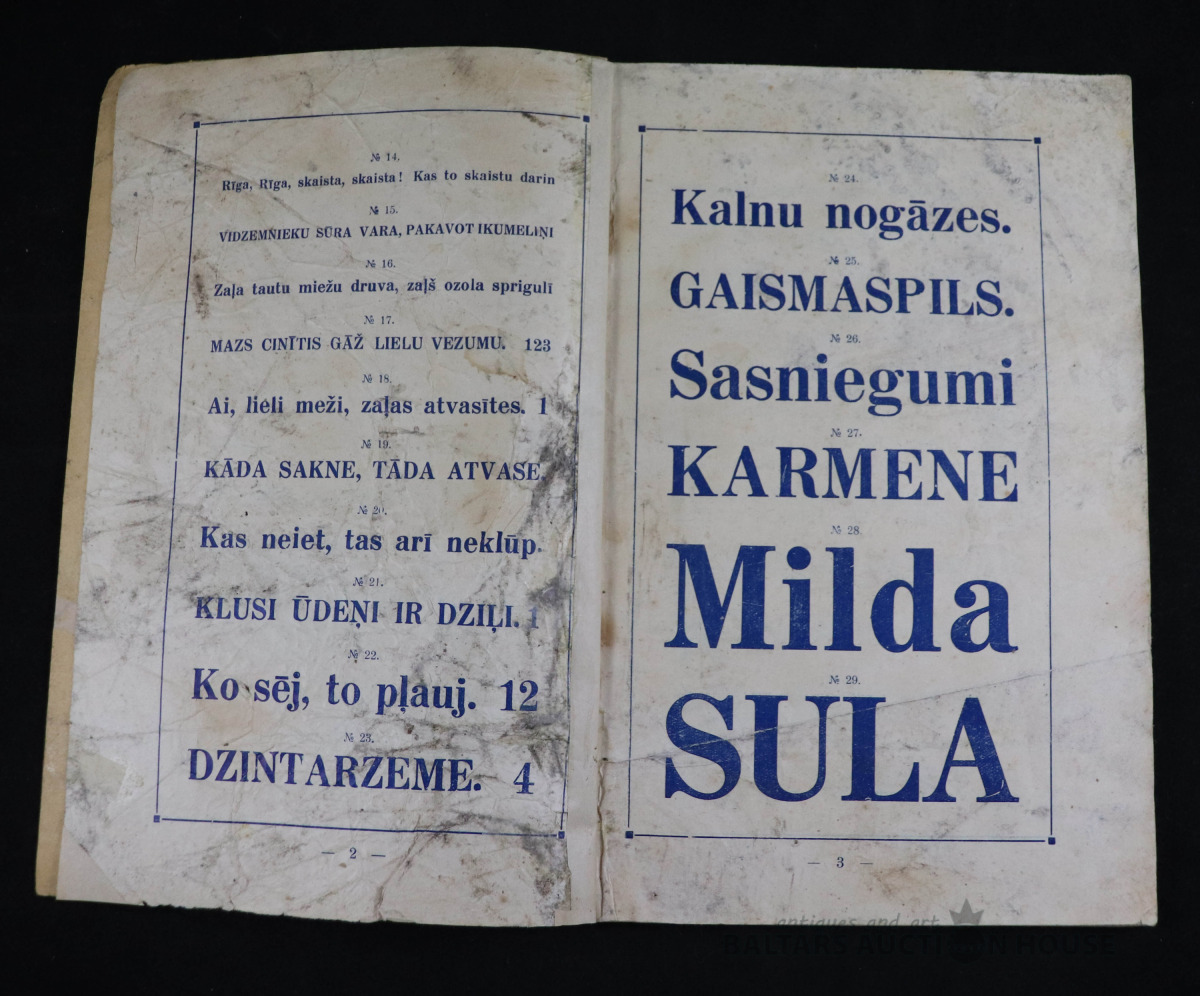 № 14.
Rīga, Rīga, skaista, skaista! Kas to skaistu darin
№ 15.
VIDZEMNIEKU SŪRA VARA, PAKAVOT IKUMELIŅI
№ 16.
Zaļa tautu miežu druva, zaļš ozola spriguli
№ 17.
MAZS CINĪTIS GĀŽ LIELU VEZUMU. 123
№ 18.
Ai, lieli meži, zaļas atvasītes. 1
№ 19.
KĀDA SAKNE, TĀDA ATVASE.
№ 20.
Kas neiet, tas arī neklūp.
№ 21.
KLUSI ŪDEŅI IR DZIĻI. 1
№ 22.
Ko sēj, to pļauj. 12
№ 23.
DZINTARZEME. 4
— 2 —
№ 24.
Kalnu nogāzes.
№ 25.
GAISMASPILS.
№ 26.
Sasniegumi
№ 27.
KARMENE
№ 28.
Milda
№ 29.
SULA
— 3 —
antiques and art
BALTARS AUCTION HOUSE